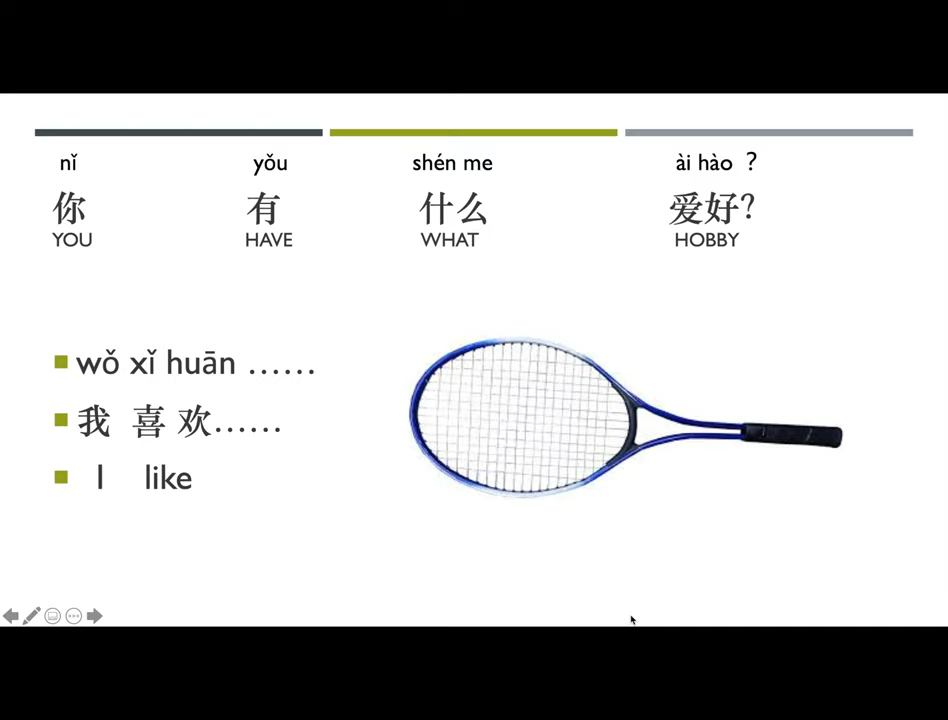 nǐ yǒu shén me ài hào ?
你 有 什么 爱好?
YOU HAVE WHAT HOBBY
wǒ xǐ huān ......
我 喜 欢......
I like